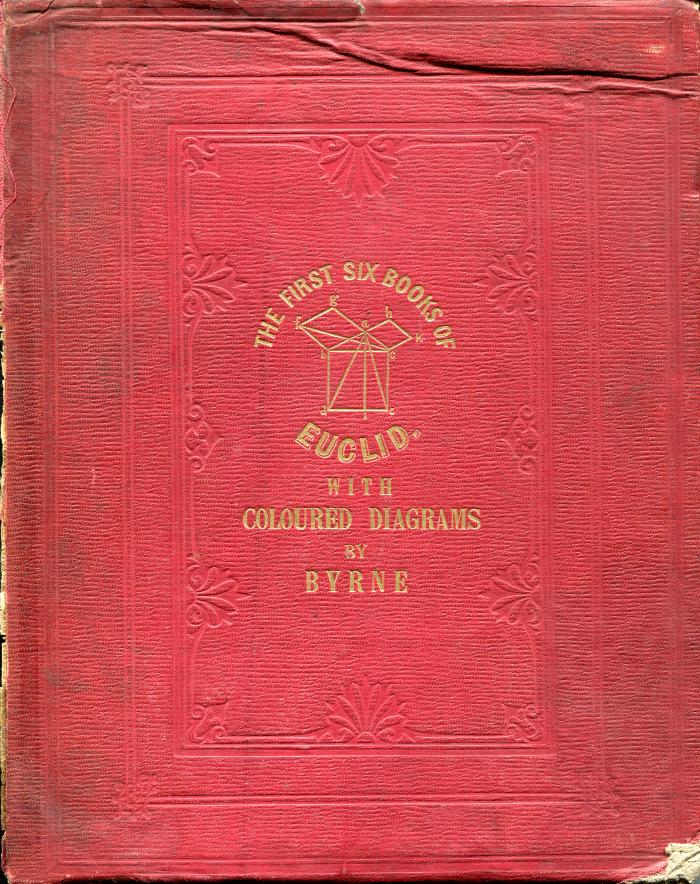 THE FIRST SIX BOOKS OF
g
h
f
a
k
b
c
EUCLID.
WITH
COLOURED DIAGRAMS
BY
BYRNE